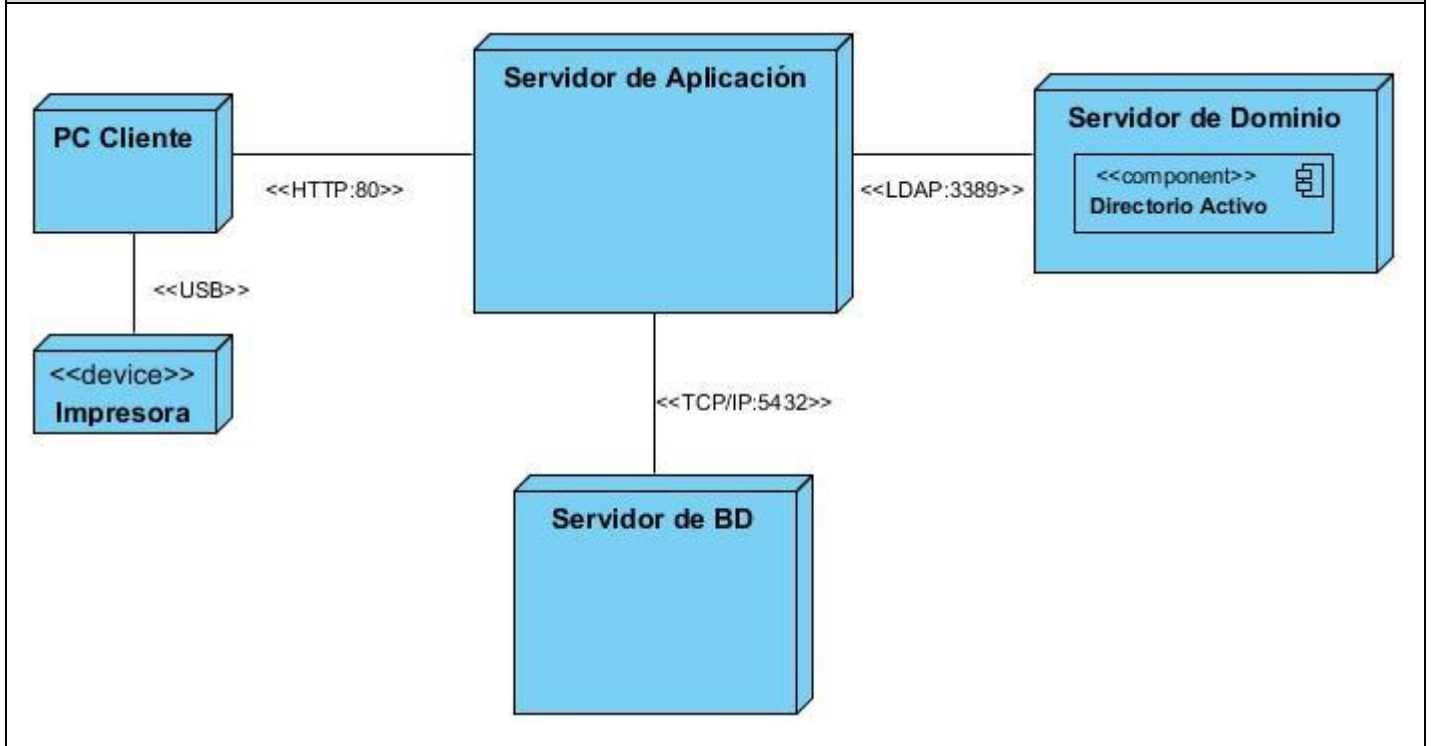 Servidor de Aplicación
PC Cliente
Servidor de Dominio
<<component>>
Directorio Activo
<<HTTP:80>>
<<LDAP:3389>>
<<USB>>
<<device>>
Impresora
<<TCP/IP:5432>>
Servidor de BD